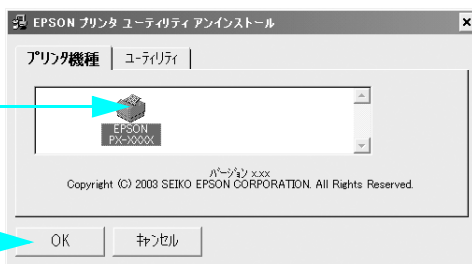 EPSON プリンタ ユーティリティ アンインストール
プリンタ機種 ユーティリティ
EPSON
PX-XXXX
バージョン x.xx
Copyright (C) 2003 SEIKO EPSON CORPORATION. All Rights Reserved.
OK キャンセル